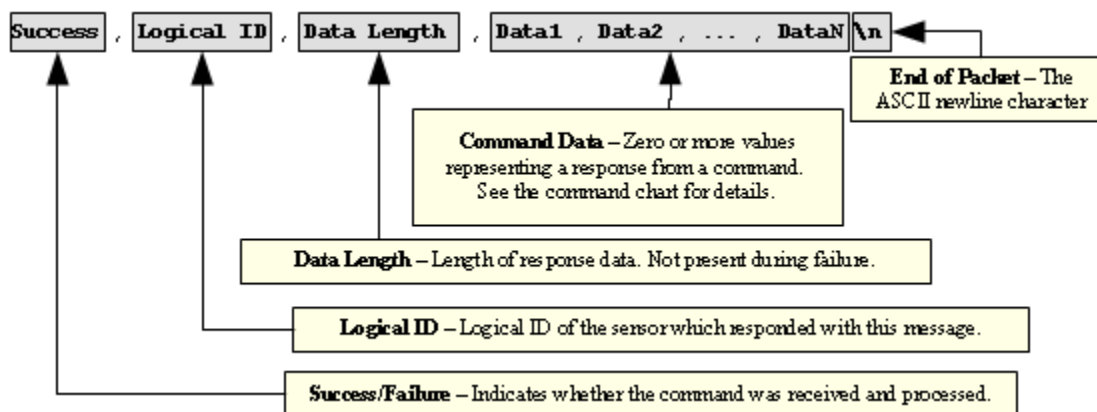 Success , Logical ID , Data Length , Data1 , Data2 , ... , DataN \n
End of Packet – The
ASCII newline character
Command Data – Zero or more values
representing a response from a command.
See the command chart for details.
Data Length – Length of response data. Not present during failure.
Logical ID – Logical ID of the sensor which responded with this message.
Success/Failure – Indicates whether the command was received and processed.